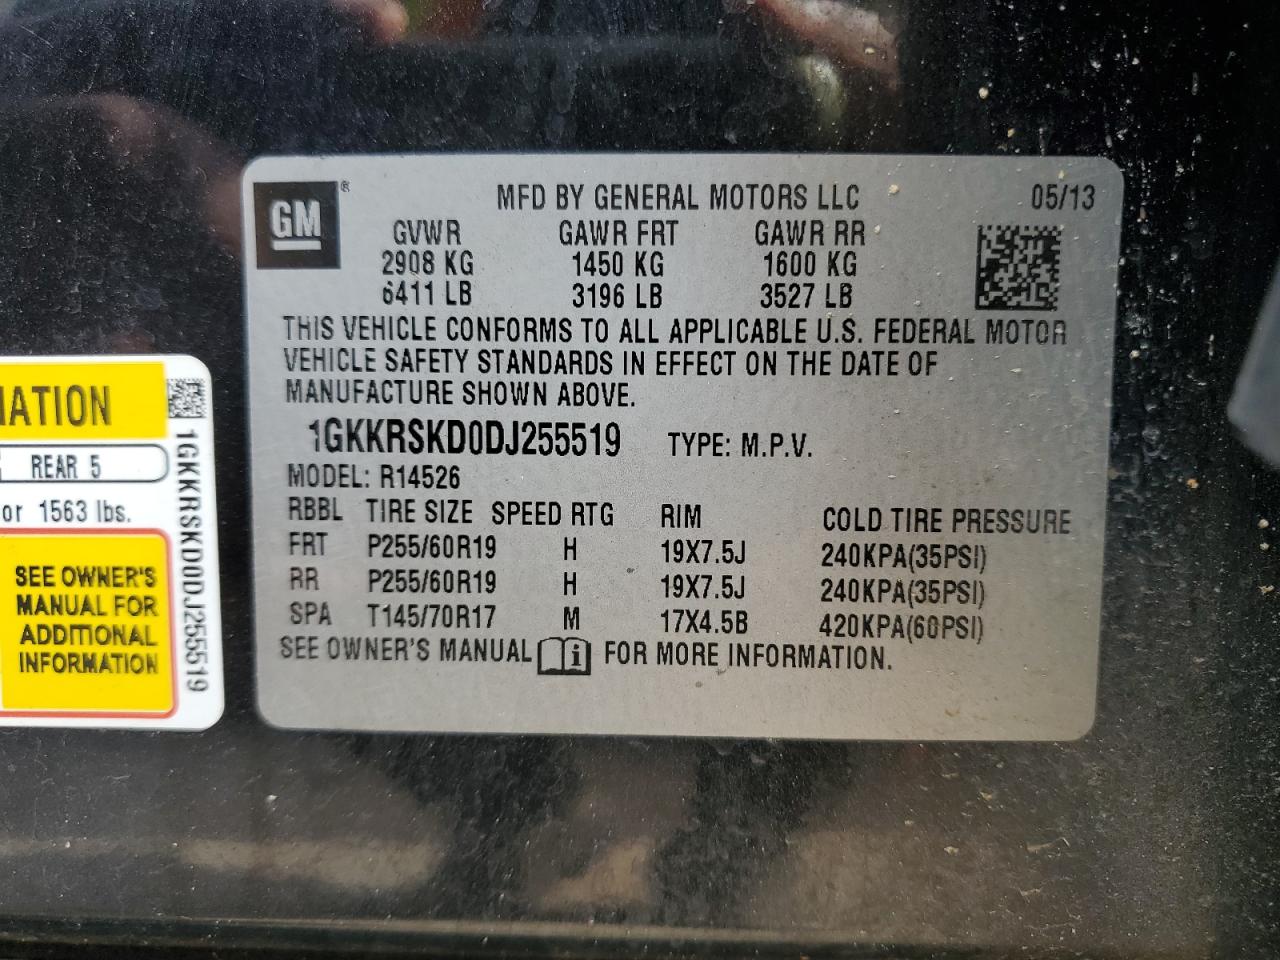 GM®
MFD BY GENERAL MOTORS LLC 05/13
GVWR GAWR FRT GAWR RR
2908 KG 1450 KG 1600 KG
6411 LB 3196 LB 3527 LB
THIS VEHICLE CONFORMS TO ALL APPLICABLE U.S. FEDERAL MOTOR
VEHICLE SAFETY STANDARDS IN EFFECT ON THE DATE OF
MANUFACTURE SHOWN ABOVE.
1GKKRSKD0DJ255519 TYPE: M.P.V.
MODEL: R14526
RBBL TIRE SIZE SPEED RTG RIM COLD TIRE PRESSURE
FRT P255/60R19 H 19X7.5J 240KPA(35PSI)
RR P255/60R19 H 19X7.5J 240KPA(35PSI)
SPA T145/70R17 M 17X4.5B 420KPA(60PSI)
SEE OWNER'S MANUAL i FOR MORE INFORMATION.
MATION
REAR 5
or 1563 lbs.
SEE OWNER'S
MANUAL FOR
ADDITIONAL
INFORMATION
1GKKRSKD0DJ255519